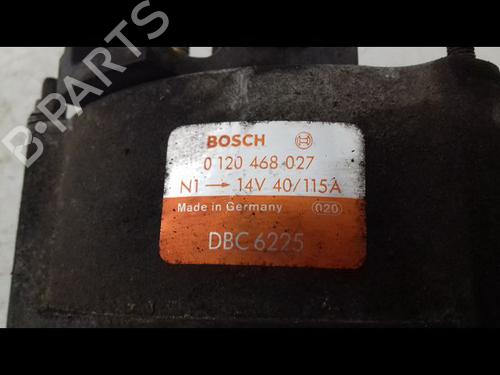 B-PARTS
BOSCH
0 120 468 027
N1 → 14V 40/115A
Made in Germany 020
DBC 6225